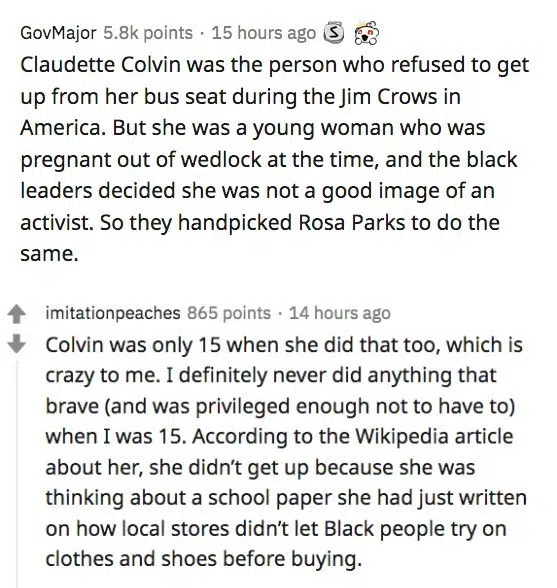 GovMajor 5.8k points · 15 hours ago S
Claudette Colvin was the person who refused to get
up from her bus seat during the Jim Crows in
America. But she was a young woman who was
pregnant out of wedlock at the time, and the black
leaders decided she was not a good image of an
activist. So they handpicked Rosa Parks to do the
same.
imitationpeaches 865 points · 14 hours ago
Colvin was only 15 when she did that too, which is
crazy to me. I definitely never did anything that
brave (and was privileged enough not to have to)
when I was 15. According to the Wikipedia article
about her, she didn't get up because she was
thinking about a school paper she had just written
on how local stores didn't let Black people try on
clothes and shoes before buying.